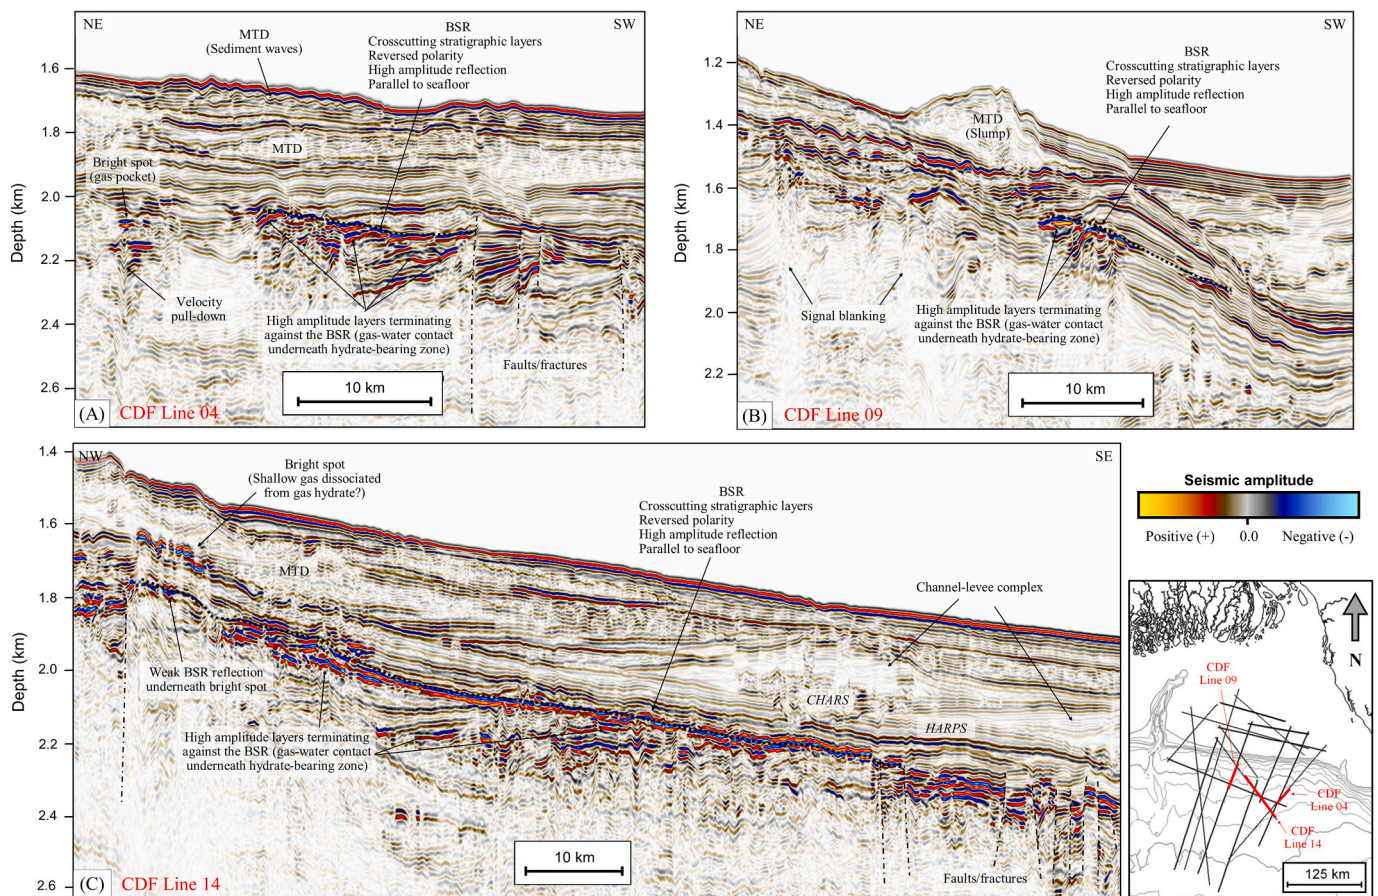 NE
SW
MTD
(Sediment waves)
BSR
Crosscutting stratigraphic layers
Reversed polarity
High amplitude reflection
Parallel to seafloor
1.6
1.8
2.0
2.2
2.4
2.6
Depth (km)
MTD
Bright spot
(gas pocket)
Velocity
pull-down
High amplitude layers terminating
against the BSR (gas-water contact
underneath hydrate-bearing zone)
Faults/fractures
10 km
(A) CDF Line 04
NE
SW
BSR
Crosscutting stratigraphic layers
Reversed polarity
High amplitude reflection
Parallel to seafloor
1.2
1.4
1.6
1.8
2.0
2.2
Depth (km)
MTD
(Slump)
Signal blanking
High amplitude layers terminating
against the BSR (gas-water contact
underneath hydrate-bearing zone)
10 km
(B) CDF Line 09
NW
SE
Bright spot
(Shallow gas dissociated
from gas hydrate?)
BSR
Crosscutting stratigraphic layers
Reversed polarity
High amplitude reflection
Parallel to seafloor
1.4
1.6
1.8
2.0
2.2
2.4
2.6
Depth (km)
MTD
Channel-levee complex
Weak BSR reflection
underneath bright spot
CHARS
HARPS
High amplitude layers terminating
against the BSR (gas-water contact
underneath hydrate-bearing zone)
10 km
Faults/fractures
(C) CDF Line 14
Seismic amplitude
Positive (+) 0.0 Negative (-)
N
CDF
Line 09
CDF
Line 04
CDF
Line 14
125 km